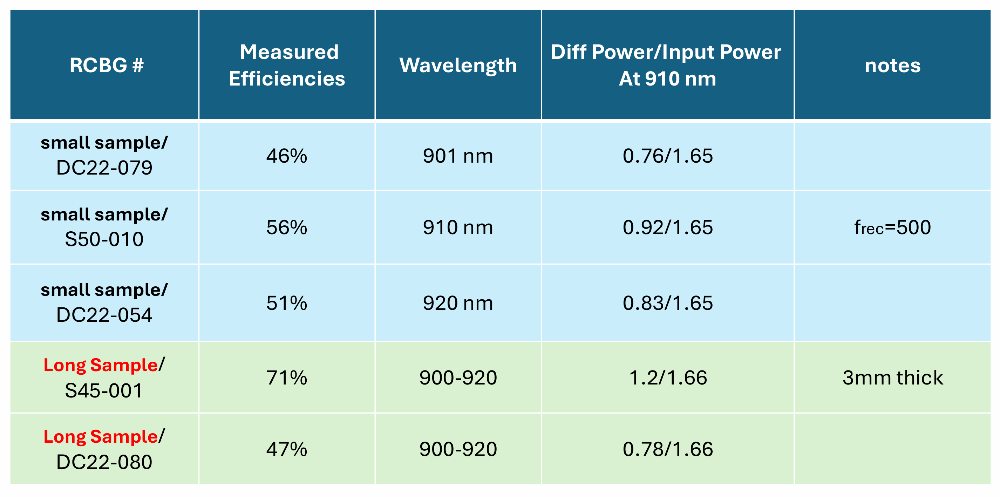 RCBG #
Measured
Efficiencies
Wavelength
Diff Power/Input Power
At 910 nm
notes
small sample/
DC22-079
46%
901 nm
0.76/1.65
small sample/
S50-010
56%
910 nm
0.92/1.65
frec=500
small sample/
DC22-054
51%
920 nm
0.83/1.65
Long Sample/
S45-001
71%
900-920
1.2/1.66
3mm thick
Long Sample/
DC22-080
47%
900-920
0.78/1.66